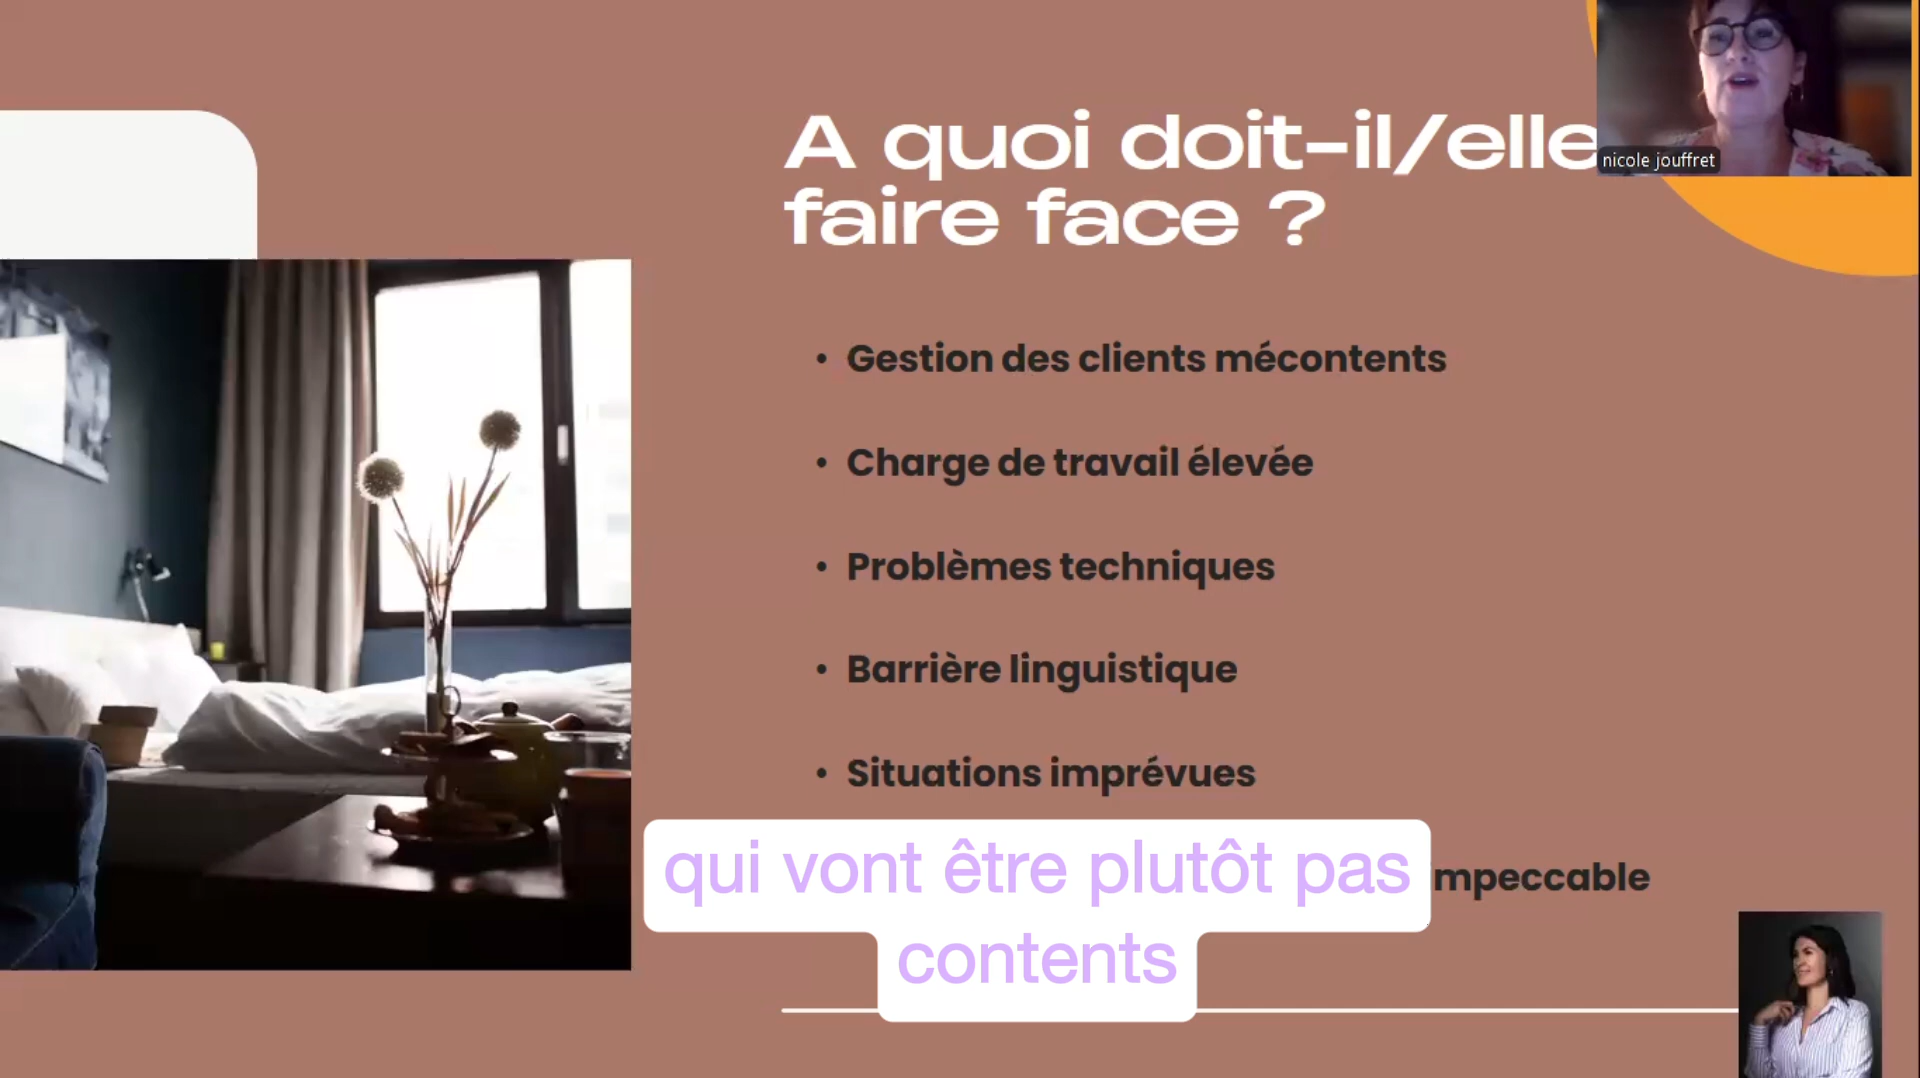 A quoi doit-il/elle
faire face ?
nicole jouffret
• Gestion des clients mécontents
• Charge de travail élevée
• Problèmes techniques
• Barrière linguistique
• Situations imprévues
impeccable
qui vont être plutôt pas
contents